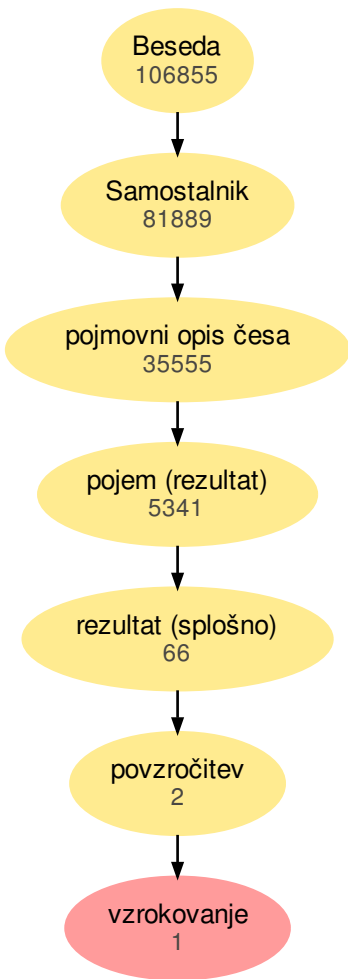 Beseda
106855
Samostalnik
81889
pojmovni opis česa
35555
pojem (rezultat)
5341
rezultat (splošno)
66
povzročitev
2
vzrokovanje
1